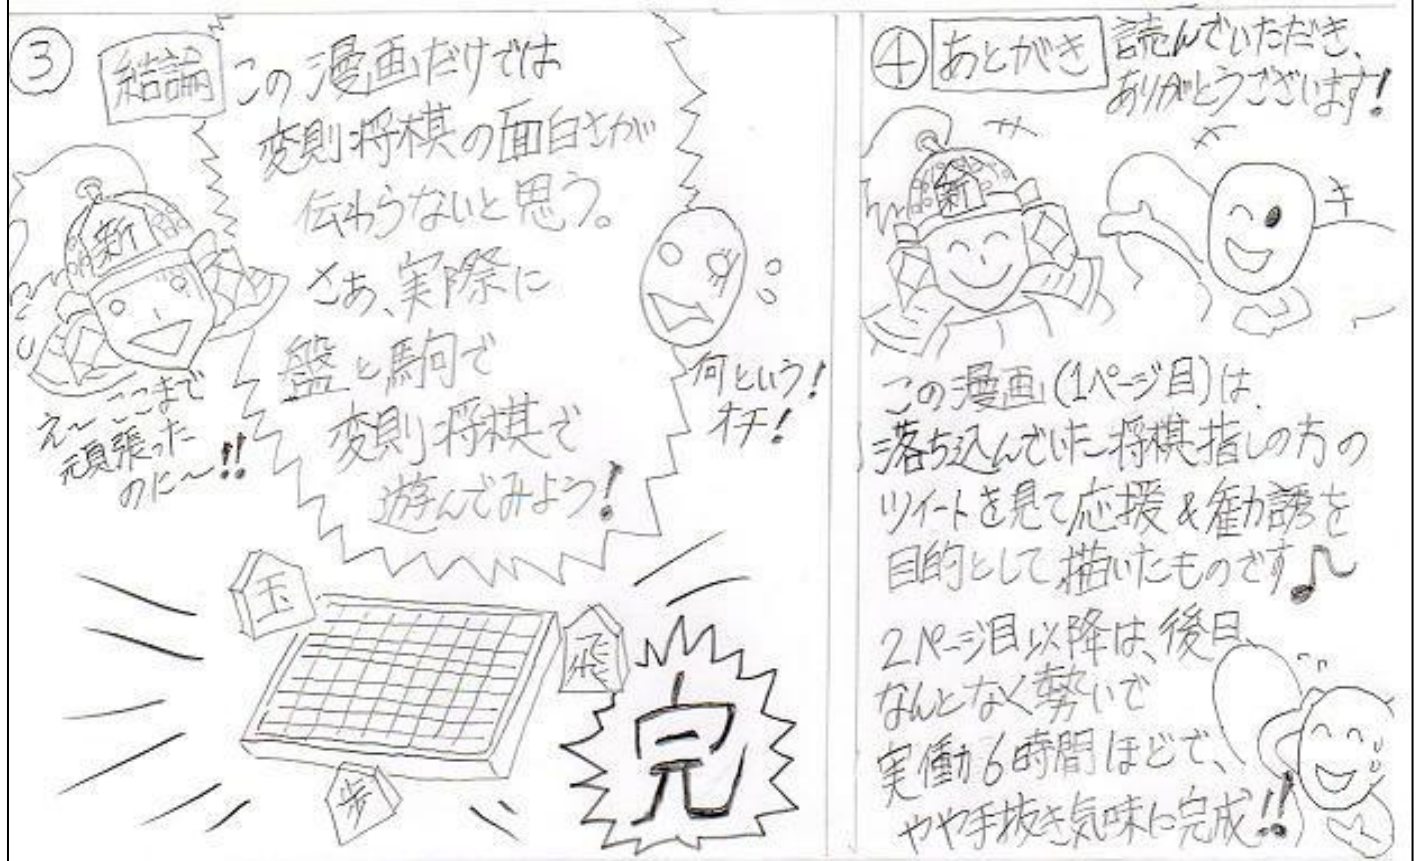 ③
結論
この漫画だけでは
変則将棋の面白さが
伝わらないと思う。
さあ、実際に
盤と駒で
変則将棋で
遊んでみよう!
新
え〜ここまで
頑張った
のに〜!!
何という!
オチ!
玉
飛
歩
完
④
あとがき
読んでいただき、
ありがとうございます!
新
キ
この漫画(1ページ目)は、
落ち込んでいた将棋指しの方の
ツイートを見て応援&勧誘を
目的として描いたものです♪
2ページ目以降は、後日、
なんとなく勢いで
実働6時間ほどで、
やや手抜き気味に完成!!